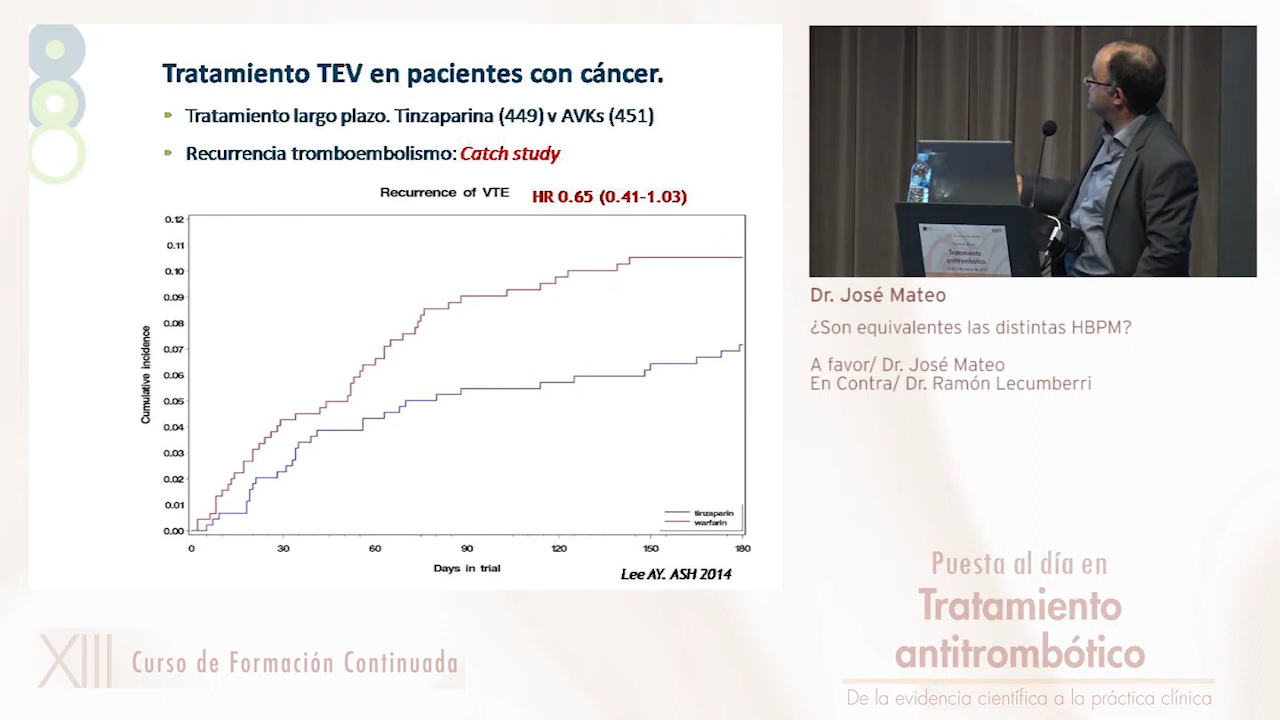 Tratamiento TEV en pacientes con cáncer.
Tratamiento largo plazo. Tinzaparina (449) v AVKs (451)
Recurrencia tromboembolismo: Catch study
Recurrence of VTE
HR 0.65 (0.41-1.03)
Cumulative incidence
0.12
0.11
0.10
0.09
0.08
0.07
0.06
0.05
0.04
0.03
0.02
0.01
0.00
0 30 60 90 120 150 180
Days in trial
tinzaparin
warfarin
Lee AY. ASH 2014
Tratamiento
antitrombótico
Dr. José Mateo
¿Son equivalentes las distintas HBPM?
A favor/ Dr. José Mateo
En Contra/ Dr. Ramón Lecumberri
Puesta al día en
Tratamiento
antitrombótico
De la evidencia científica a la práctica clínica
XIII Curso de Formación Continuada